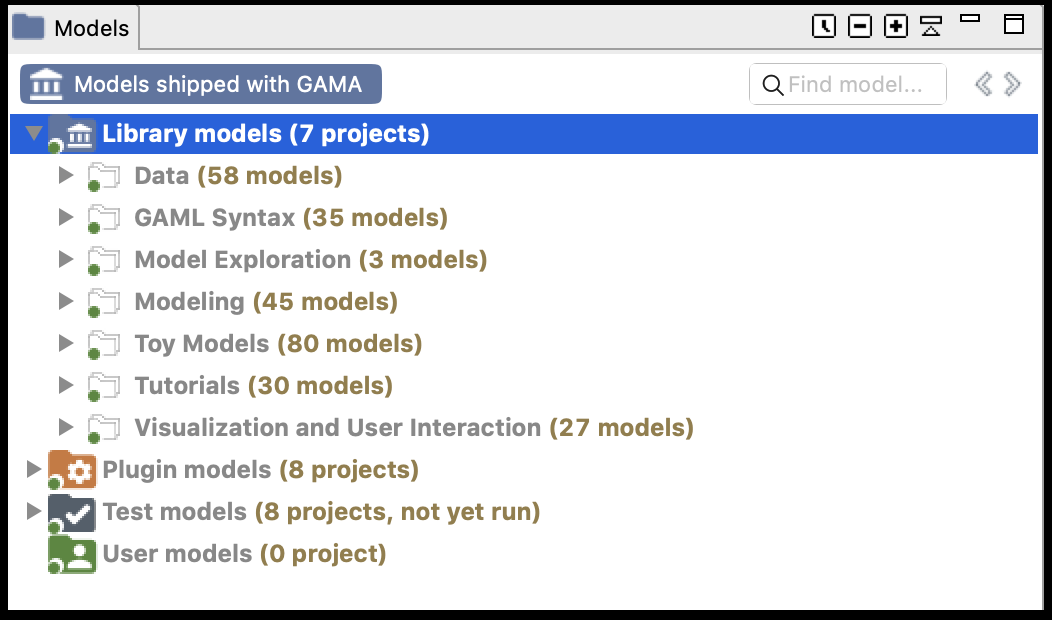 Models
Models shipped with GAMA
Find model...
Library models (7 projects)
Data (58 models)
GAML Syntax (35 models)
Model Exploration (3 models)
Modeling (45 models)
Toy Models (80 models)
Tutorials (30 models)
Visualization and User Interaction (27 models)
Plugin models (8 projects)
Test models (8 projects, not yet run)
User models (0 project)